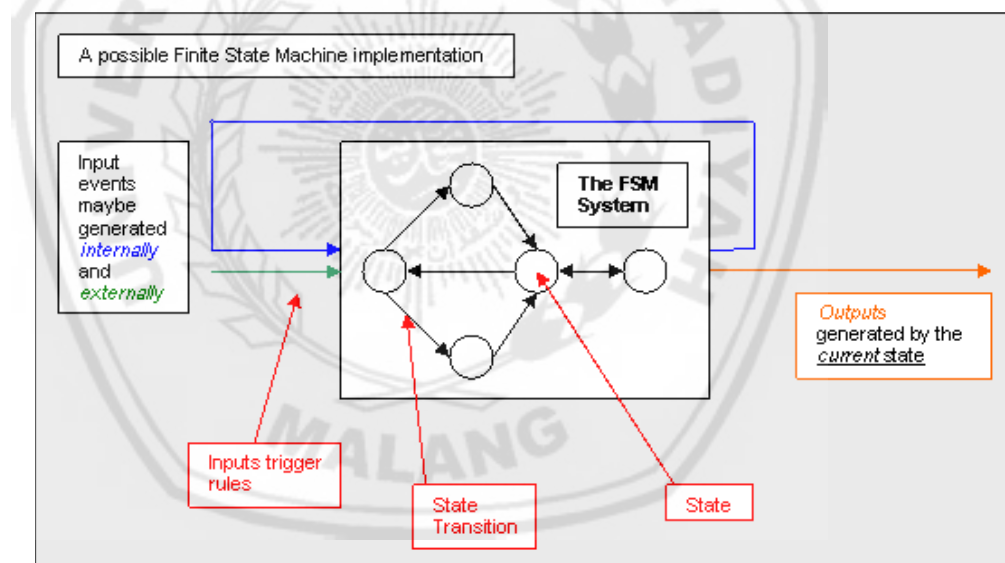 A possible Finite State Machine implementation
Input
events
maybe
generated
internally
and
externally
The FSM
System
Outputs
generated by the
current state
Inputs trigger
rules
State
Transition
State
MALANG